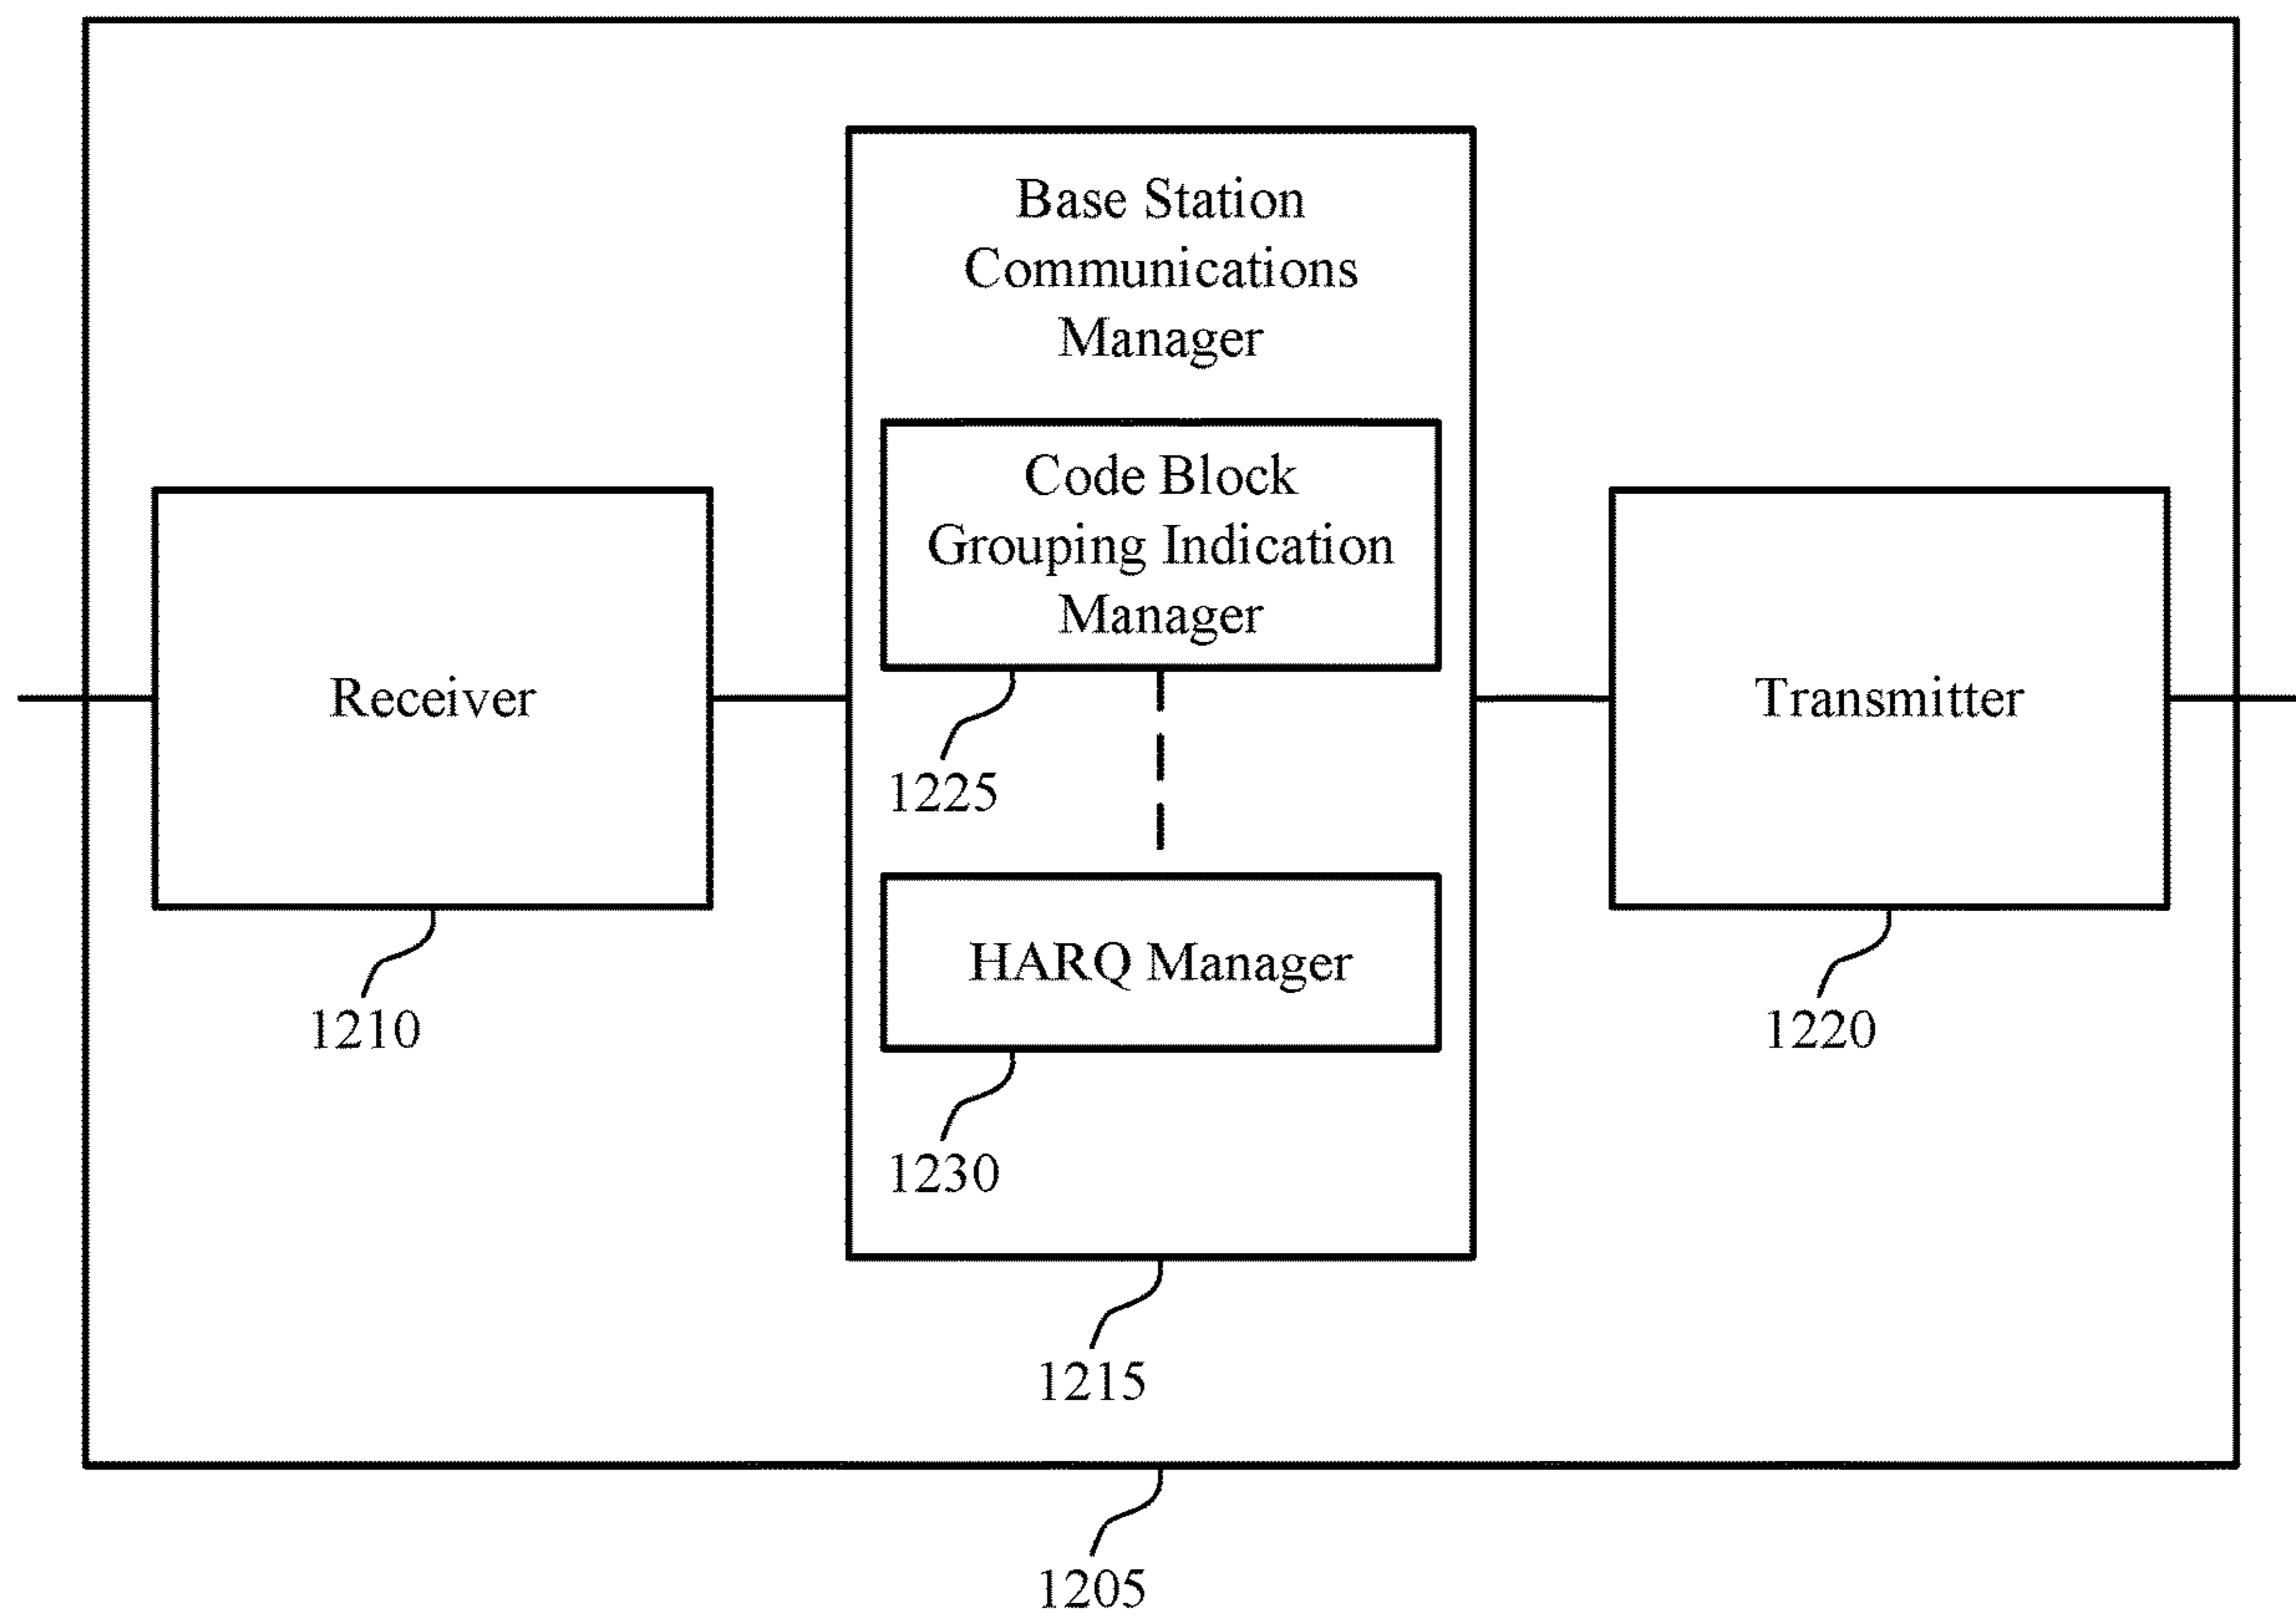 Base Station
Communications
Manager
Code Block
Grouping Indication
Manager
Receiver
Transmitter
1225
HARQ Manager
1210
1220
1230
1215
1205